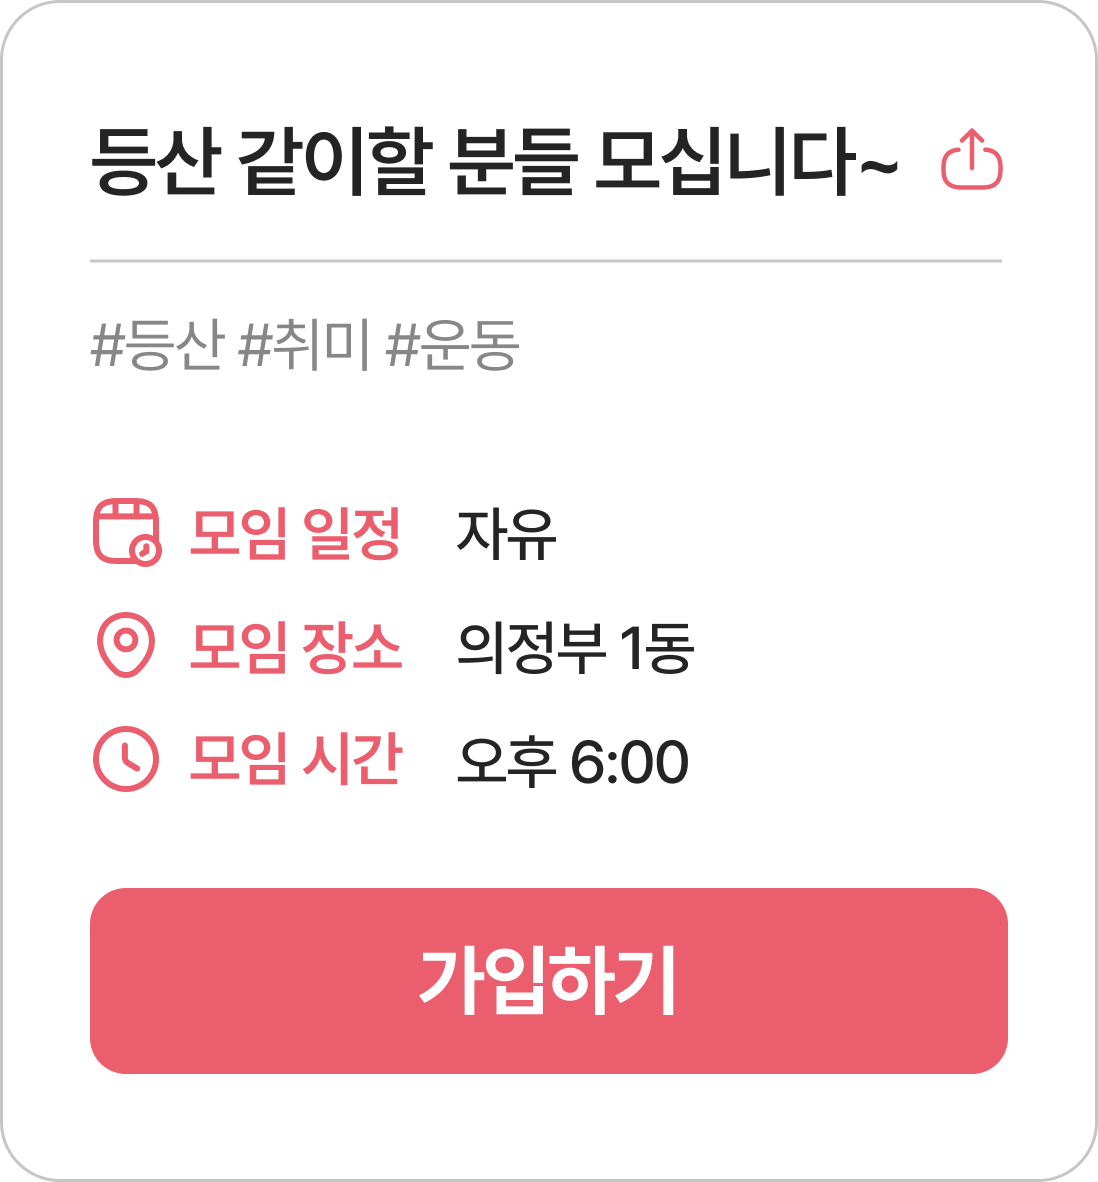 등산 같이할 분들 모십니다~
#등산 #취미 #운동
모임 일정 자유
모임 장소 의정부 1동
모임 시간 오후 6:00
가입하기